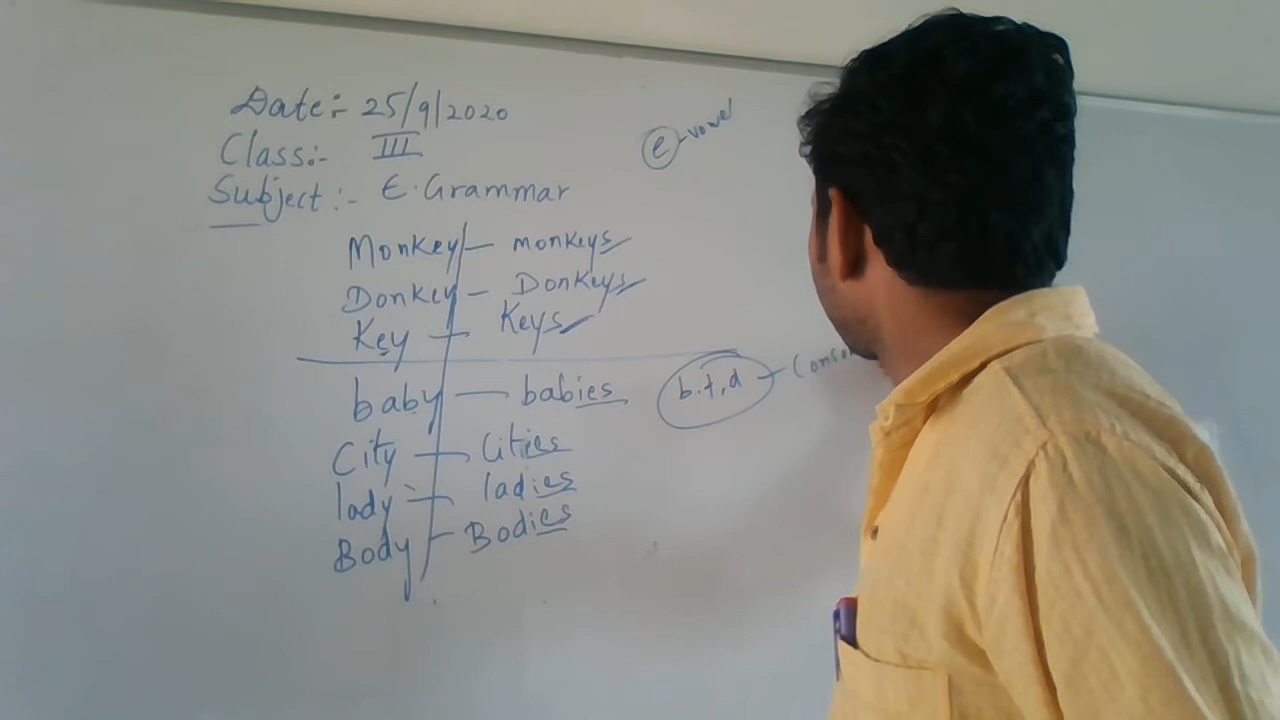 Date:- 25/9/2020
Class:- III
Subject:- E. Grammar
e - vowel
Monkey - monkeys
Donkey - Donkeys
Key - Keys
baby - babies
b, t, d -
City - Cities
lady - ladies
Body - Bodies